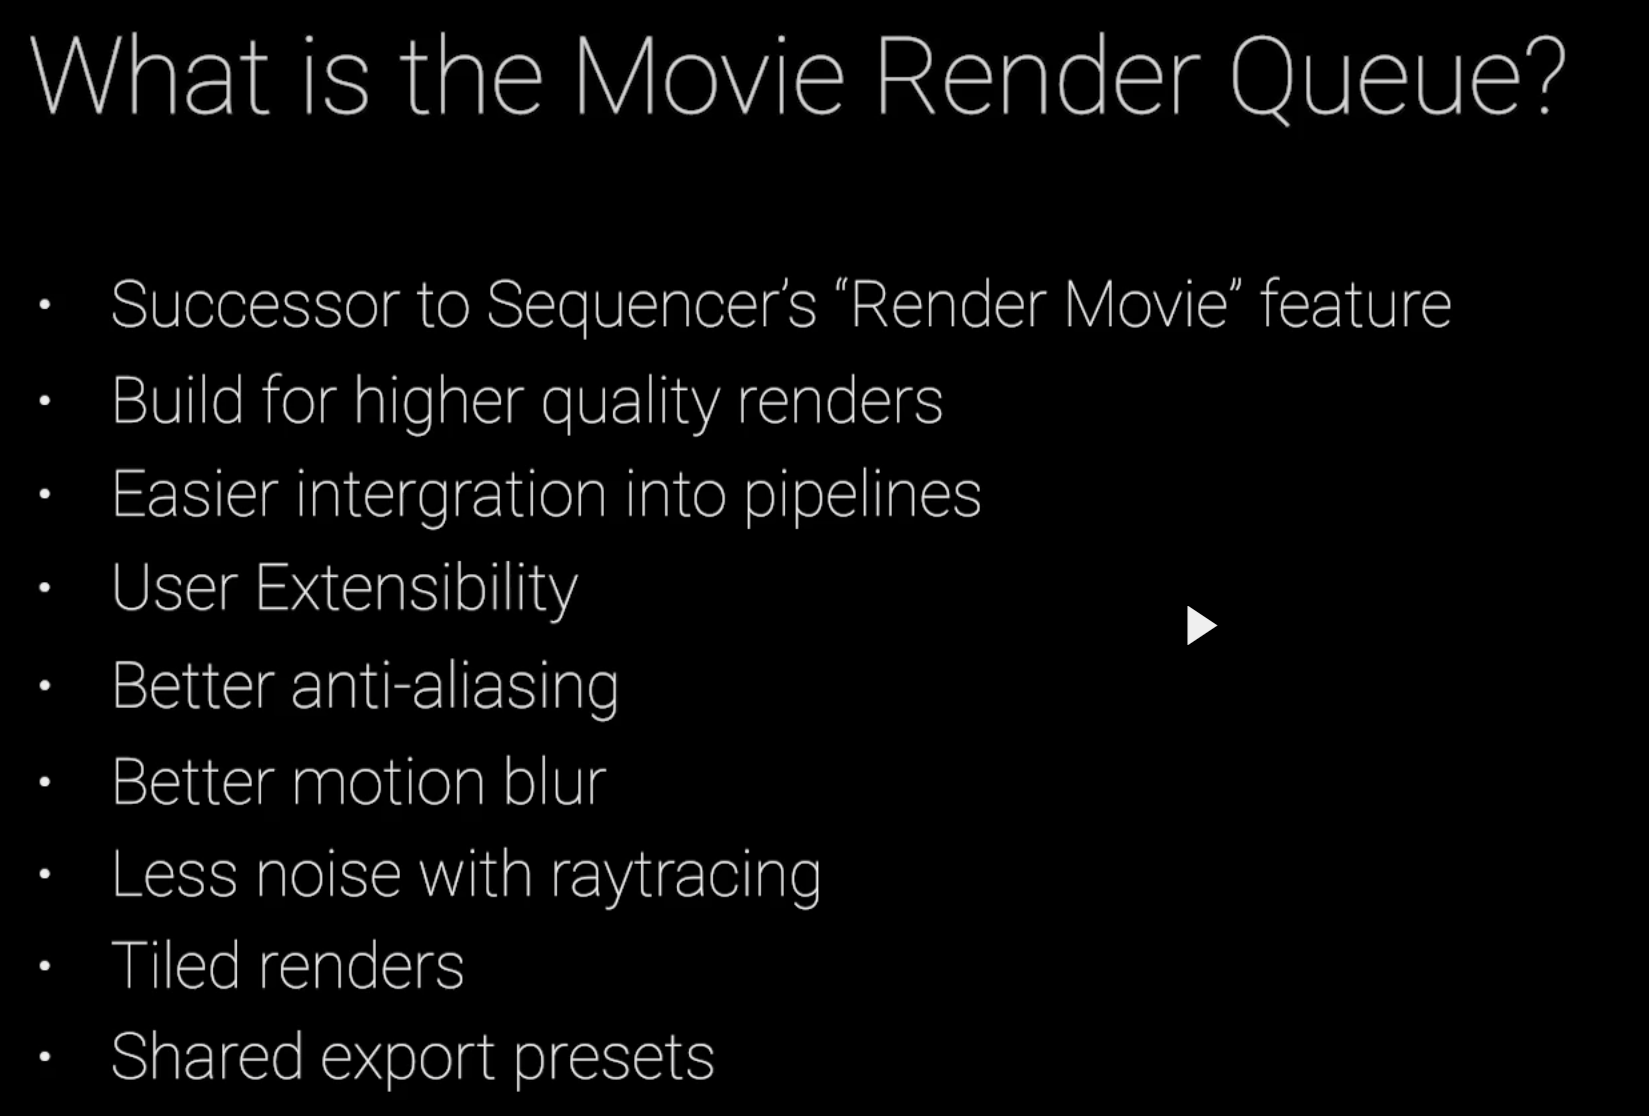 What is the Movie Render Queue?
• Successor to Sequencer's “Render Movie” feature
• Build for higher quality renders
• Easier intergration into pipelines
• User Extensibility
• Better anti-aliasing
• Better motion blur
• Less noise with raytracing
• Tiled renders
• Shared export presets